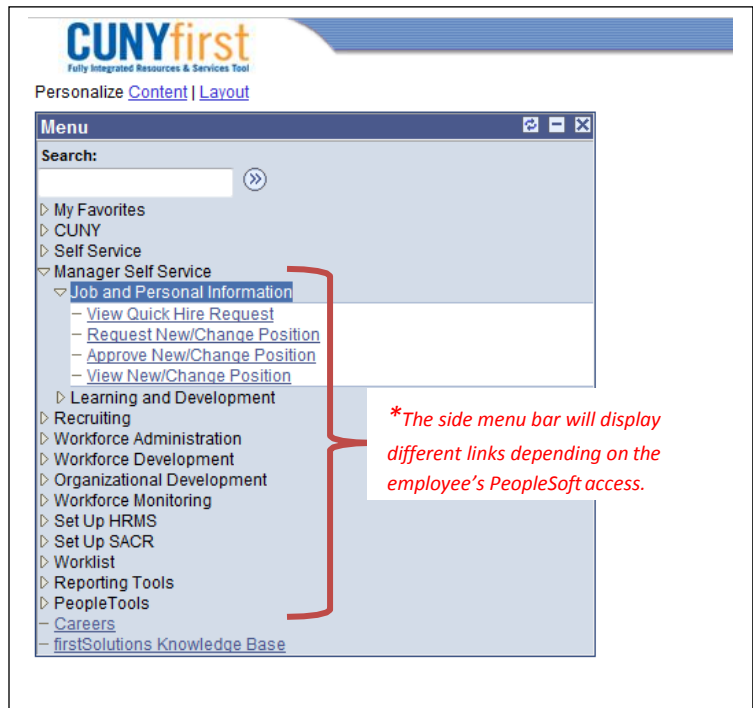 CUNYfirst
Fully Integrated Resources & Services Tool
Personalize Content | Layout
Menu
Search:
My Favorites
CUNY
Self Service
Manager Self Service
Job and Personal Information
– View Quick Hire Request
– Request New/Change Position
– Approve New/Change Position
– View New/Change Position
Learning and Development
Recruiting
Workforce Administration
Workforce Development
Organizational Development
Workforce Monitoring
Set Up HRMS
Set Up SACR
Worklist
Reporting Tools
PeopleTools
– Careers
– firstSolutions Knowledge Base
*The side menu bar will display
different links depending on the
employee's PeopleSoft access.